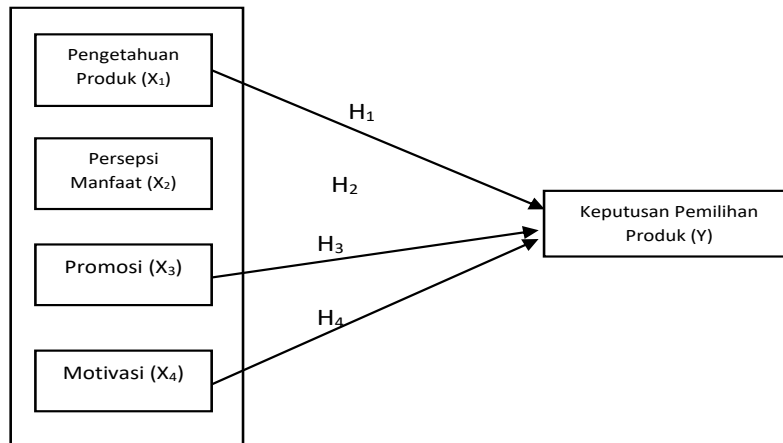 Pengetahuan
Produk (X₁)
H₁
Persepsi
Manfaat (X₂)
H₂
Keputusan Pemilihan
Produk (Y)
Promosi (X₃)
H₃
H₄
Motivasi (X₄)